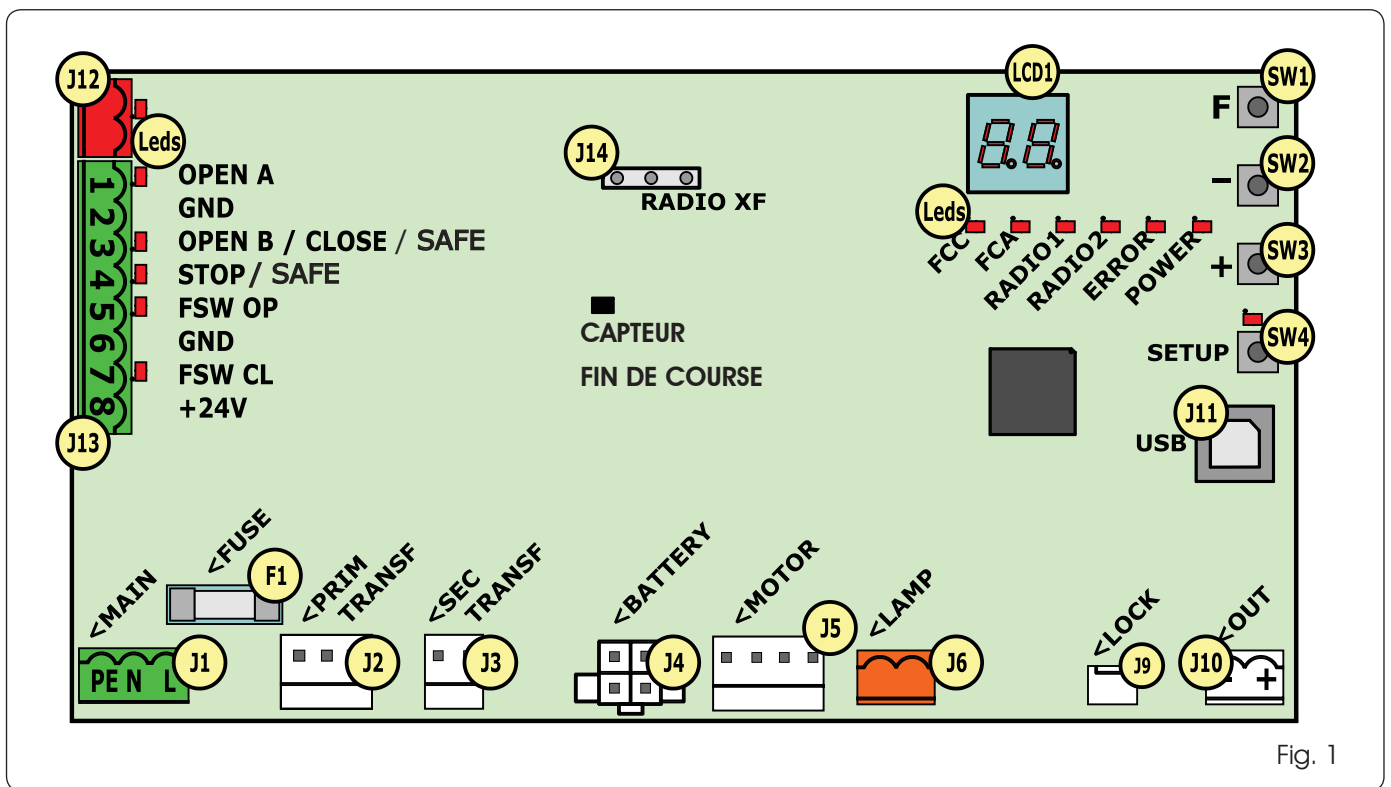 J12
Leds
1 OPEN A
2 GND
3 OPEN B / CLOSE / SAFE
4 STOP / SAFE
5 FSW OP
6 GND
7 FSW CL
8 +24V
J13
J14
RADIO XF
CAPTEUR
FIN DE COURSE
LCD1
8.8.
Leds
FCC
FCA
RADIO1
RADIO2
ERROR
POWER
F
SW1
-
SW2
+
SW3
SETUP
SW4
J11
USB
<MAIN
PE N L
J1
<FUSE
F1
<PRIM
TRANSF
J2
<SEC
TRANSF
J3
<BATTERY
J4
<MOTOR
J5
<LAMP
J6
<LOCK
J9
<OUT
J10
- +
Fig. 1